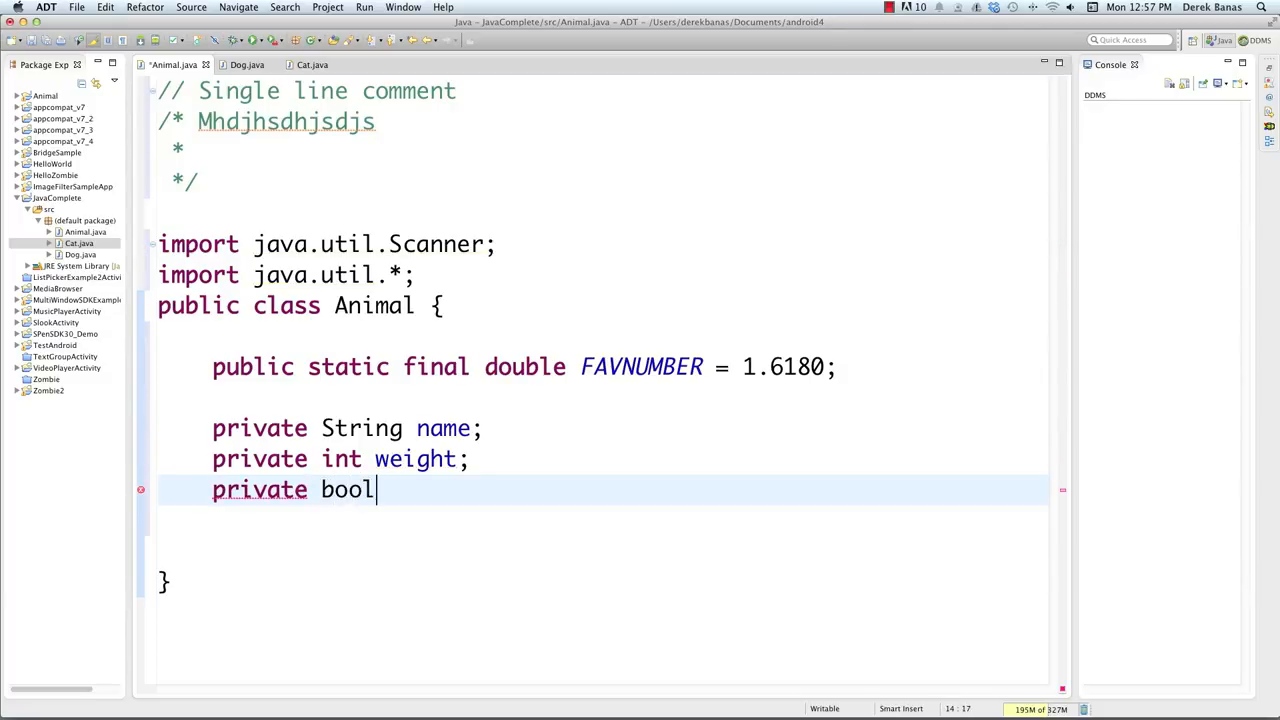 ADT File Edit Refactor Source Navigate Search Project Run Window Help 10 Mon 12:57 PM Derek Banas
Java – JavaComplete/src/Animal.java – ADT – /Users/derekbanas/Documents/android4
Quick Access Java DDMS
Package Exp *Animal.java Dog.java Cat.java Console
DDMS
Animal
appcompat_v7
appcompat_v7_2
appcompat_v7_3
appcompat_v7_4
BridgeSample
HelloWorld
HelloZombie
ImageFilterSampleApp
JavaComplete
src
(default package)
Animal.java
Cat.java
Dog.java
JRE System Library [Ja
ListPickerExample2Activi
MediaBrowser
MultiWindowSDKExample
MusicPlayerActivity
SlookActivity
SPenSDK30_Demo
TestAndroid
TextGroupActivity
VideoPlayerActivity
Zombie
Zombie2
// Single line comment
/* Mhdjhsdhjsdjs
*
*/
import java.util.Scanner;
import java.util.*;
public class Animal {
public static final double FAVNUMBER = 1.6180;
private String name;
private int weight;
private bool
}
Writable Smart Insert 14 : 17 195M of 827M